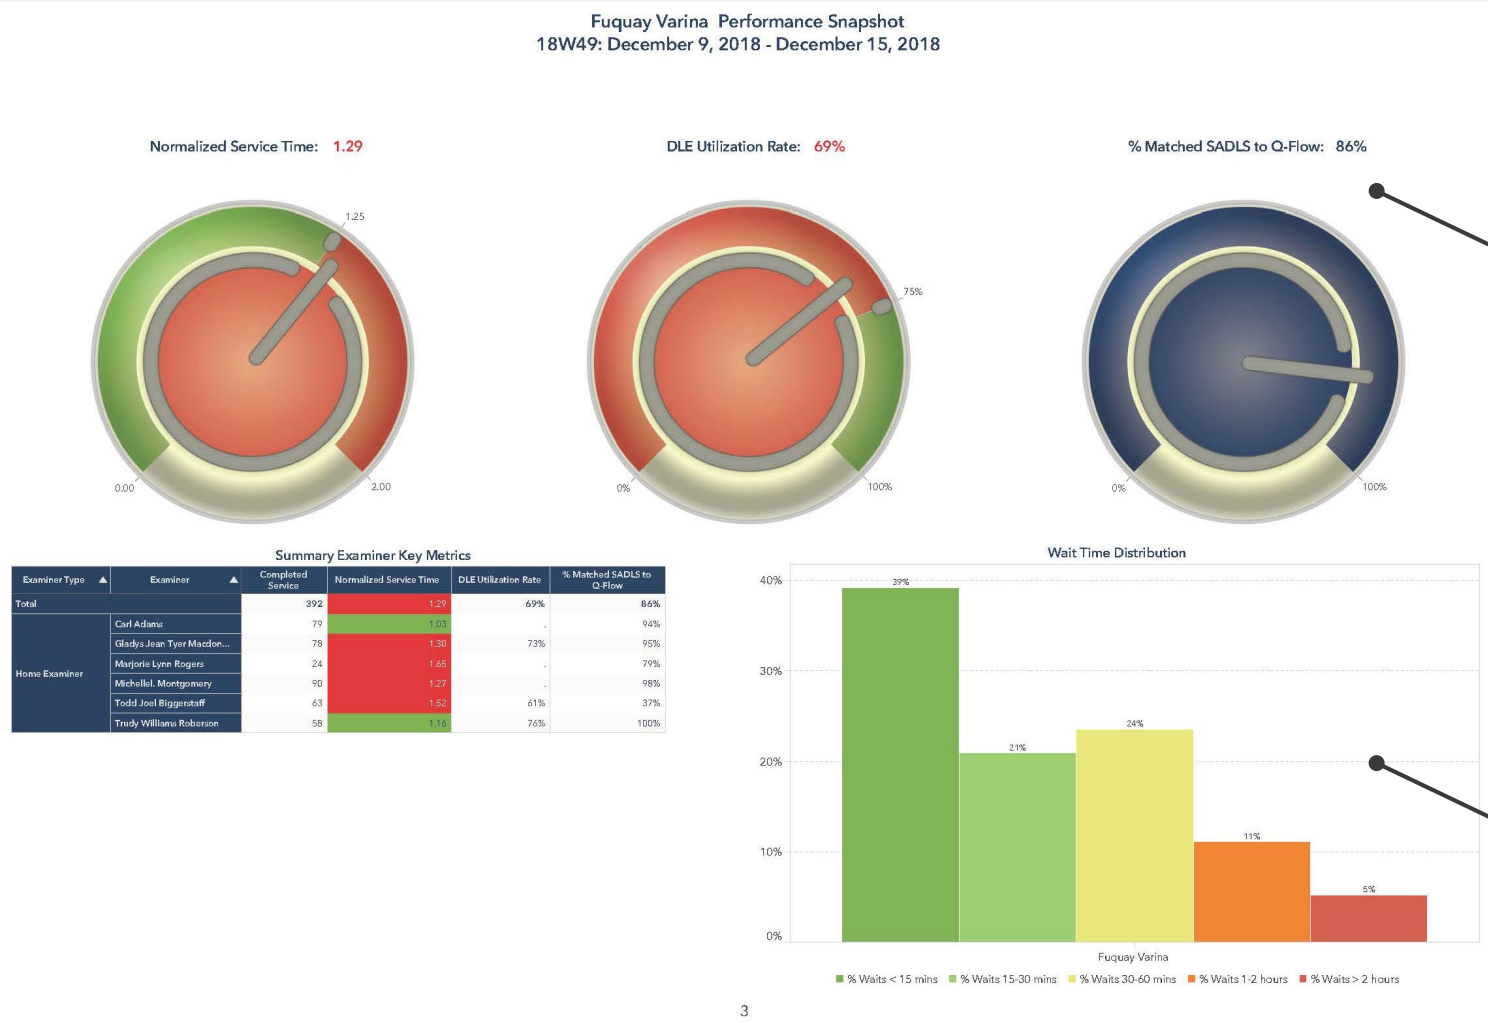 Fuquay Varina Performance Snapshot
18W49: December 9, 2018 - December 15, 2018
Normalized Service Time: 1.29
DLE Utilization Rate: 69%
% Matched SADLS to Q-Flow: 86%
1.25
0.00
2.00
75%
0%
100%
0%
100%
Summary Examiner Key Metrics
Examiner Type ▲ Examiner ▲ Completed Service Normalized Service Time DLE Utilization Rate % Matched SADLS to Q-Flow
Total 392 1.29 69% 86%
Home Examiner
Carl Adams 79 1.03 . 94%
Gladys Jean Tyer Macdon... 78 1.30 73% 95%
Marjorie Lynn Rogers 24 1.65 . 79%
Michellel. Montgomery 90 1.27 . 98%
Todd Joel Biggerstaff 63 1.52 61% 37%
Trudy Williams Roberson 58 1.16 76% 100%
Wait Time Distribution
40%
30%
20%
10%
0%
39%
21%
24%
11%
5%
Fuquay Varina
% Waits < 15 mins % Waits 15-30 mins % Waits 30-60 mins % Waits 1-2 hours % Waits > 2 hours
3